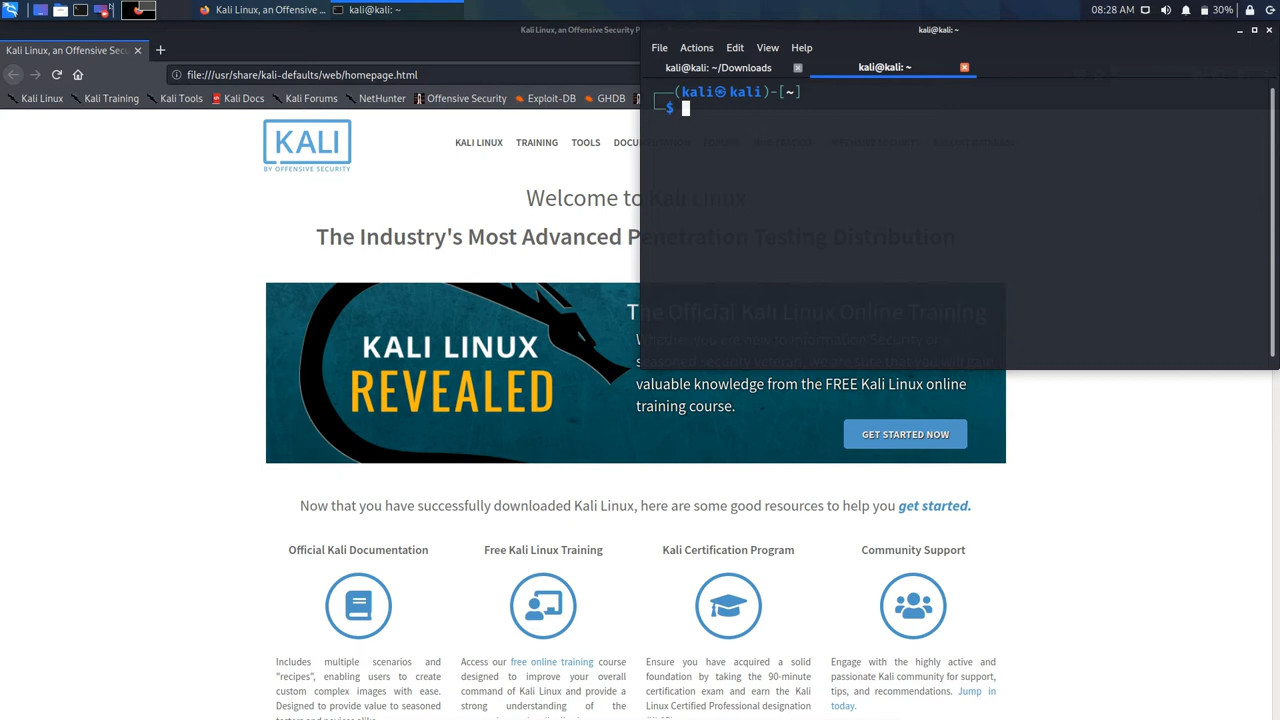 Kali Linux, an Offensive ...
kali@kali: ~
08:28 AM
30%
Kali Linux, an Offensive Security P
kali@kali: ~
Kali Linux, an Offensive Secu
File Actions Edit View Help
kali@kali: ~/Downloads
kali@kali: ~
file:///usr/share/kali-defaults/web/homepage.html
Kali Linux Kali Training Kali Tools Kali Docs Kali Forums NetHunter Offensive Security Exploit-DB GHDB
(kali㉿kali)-[~]
$
KALI
BY OFFENSIVE SECURITY
KALI LINUX TRAINING TOOLS DOCUMENTATION
Welcome to Kali Linux
The Industry's Most Advanced Penetration Testing Distribution
KALI LINUX
REVEALED
The Official Kali Linux Online Training
Whether you are new to Information Security or
seasoned security veteran, we are sure that you will gain
valuable knowledge from the FREE Kali Linux online
training course.
GET STARTED NOW
Now that you have successfully downloaded Kali Linux, here are some good resources to help you get started.
Official Kali Documentation
Includes multiple scenarios and
"recipes", enabling users to create
custom complex images with ease.
Designed to provide value to seasoned
Free Kali Linux Training
Access our free online training course
designed to improve your overall
command of Kali Linux and provide a
strong understanding of the
Kali Certification Program
Ensure you have acquired a solid
foundation by taking the 90-minute
certification exam and earn the Kali
Linux Certified Professional designation
Community Support
Engage with the highly active and
passionate Kali community for support,
tips, and recommendations. Jump in
today.